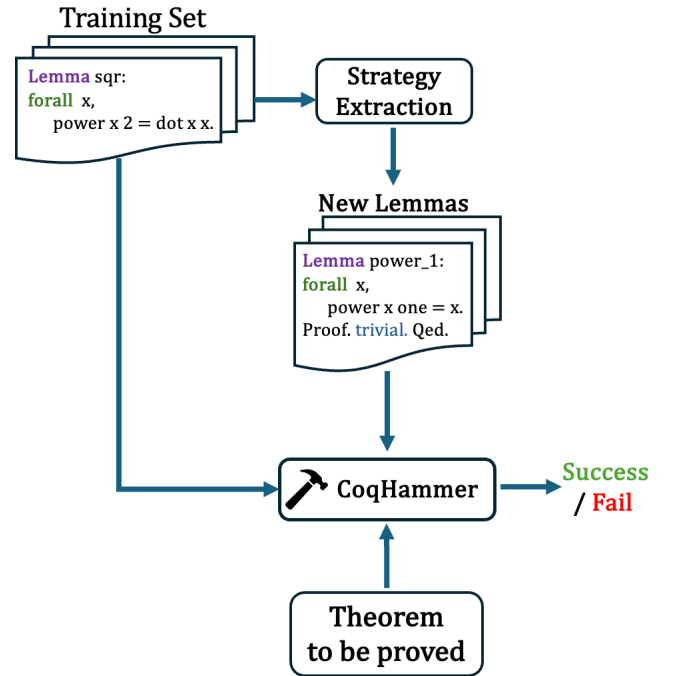 Training Set
Lemma sqr:
forall x,
power x 2 = dot x x.
Strategy
Extraction
New Lemmas
Lemma power_1:
forall x,
power x one = x.
Proof. trivial. Qed.
CoqHammer
Success
/ Fail
Theorem
to be proved